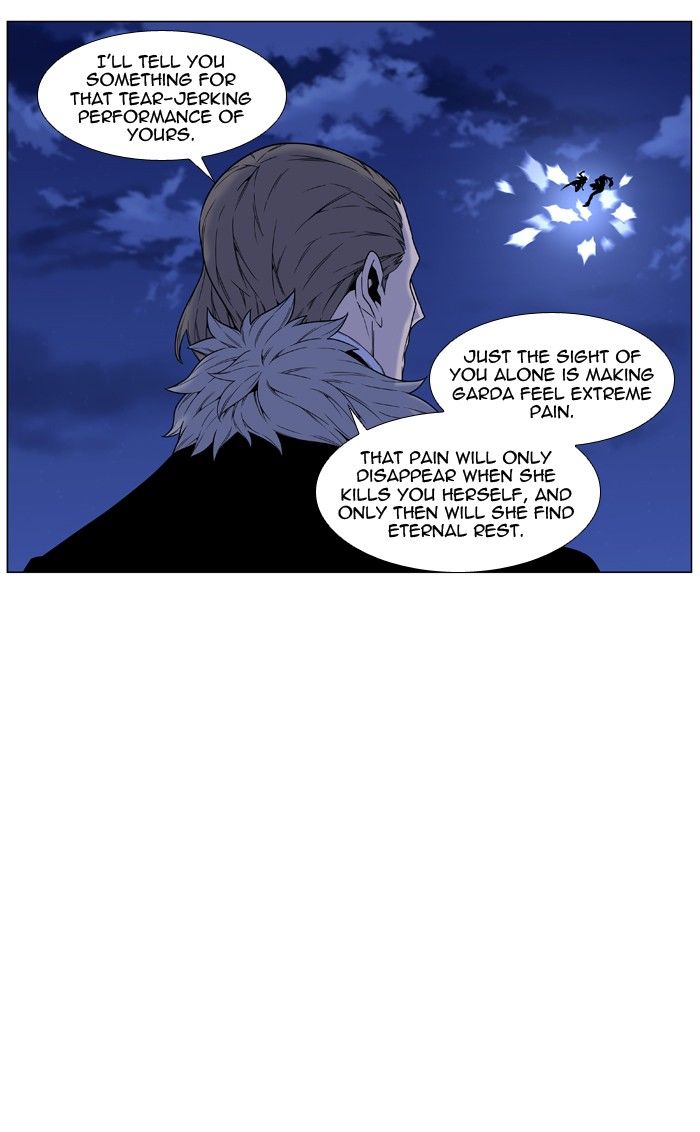 I'LL TELL YOU
SOMETHING FOR
THAT TEAR-JERKING
PERFORMANCE OF
YOURS.
JUST THE SIGHT OF
YOU ALONE IS MAKING
GARDA FEEL EXTREME
PAIN.
THAT PAIN WILL ONLY
DISAPPEAR WHEN SHE
KILLS YOU HERSELF, AND
ONLY THEN WILL SHE FIND
ETERNAL REST.